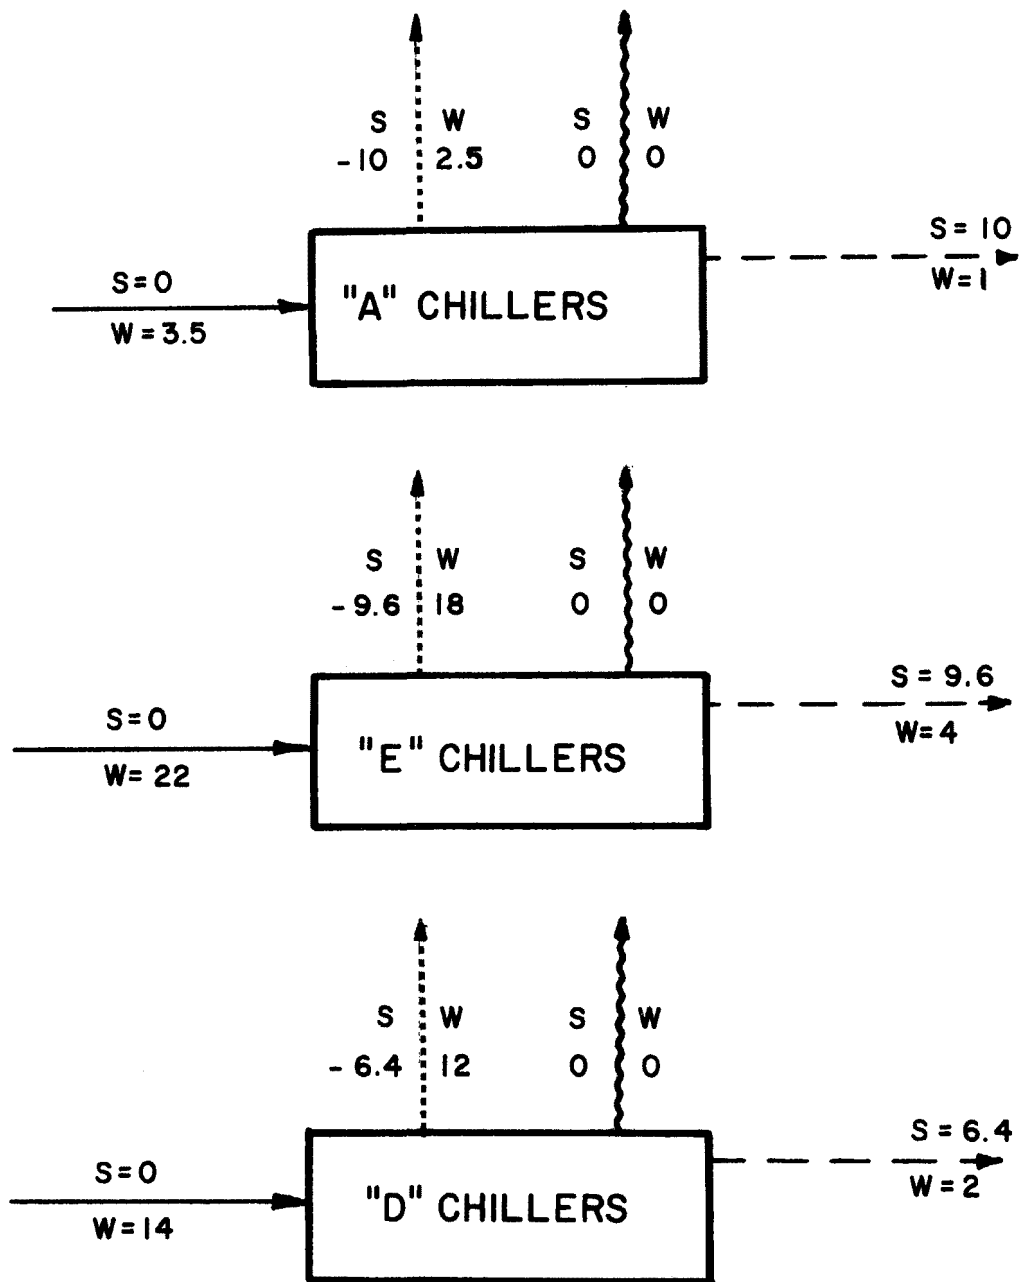 S W S W
-10 2.5 0 0
S = 10
S=0
"A" CHILLERS
W=1
W = 3.5
S W S W
-9.6 18 0 0
S = 9.6
S=0
W=4
"E" CHILLERS
W= 22
S W S W
-6.4 12 0 0
S = 6.4
S=0
W=2
"D" CHILLERS
W=14